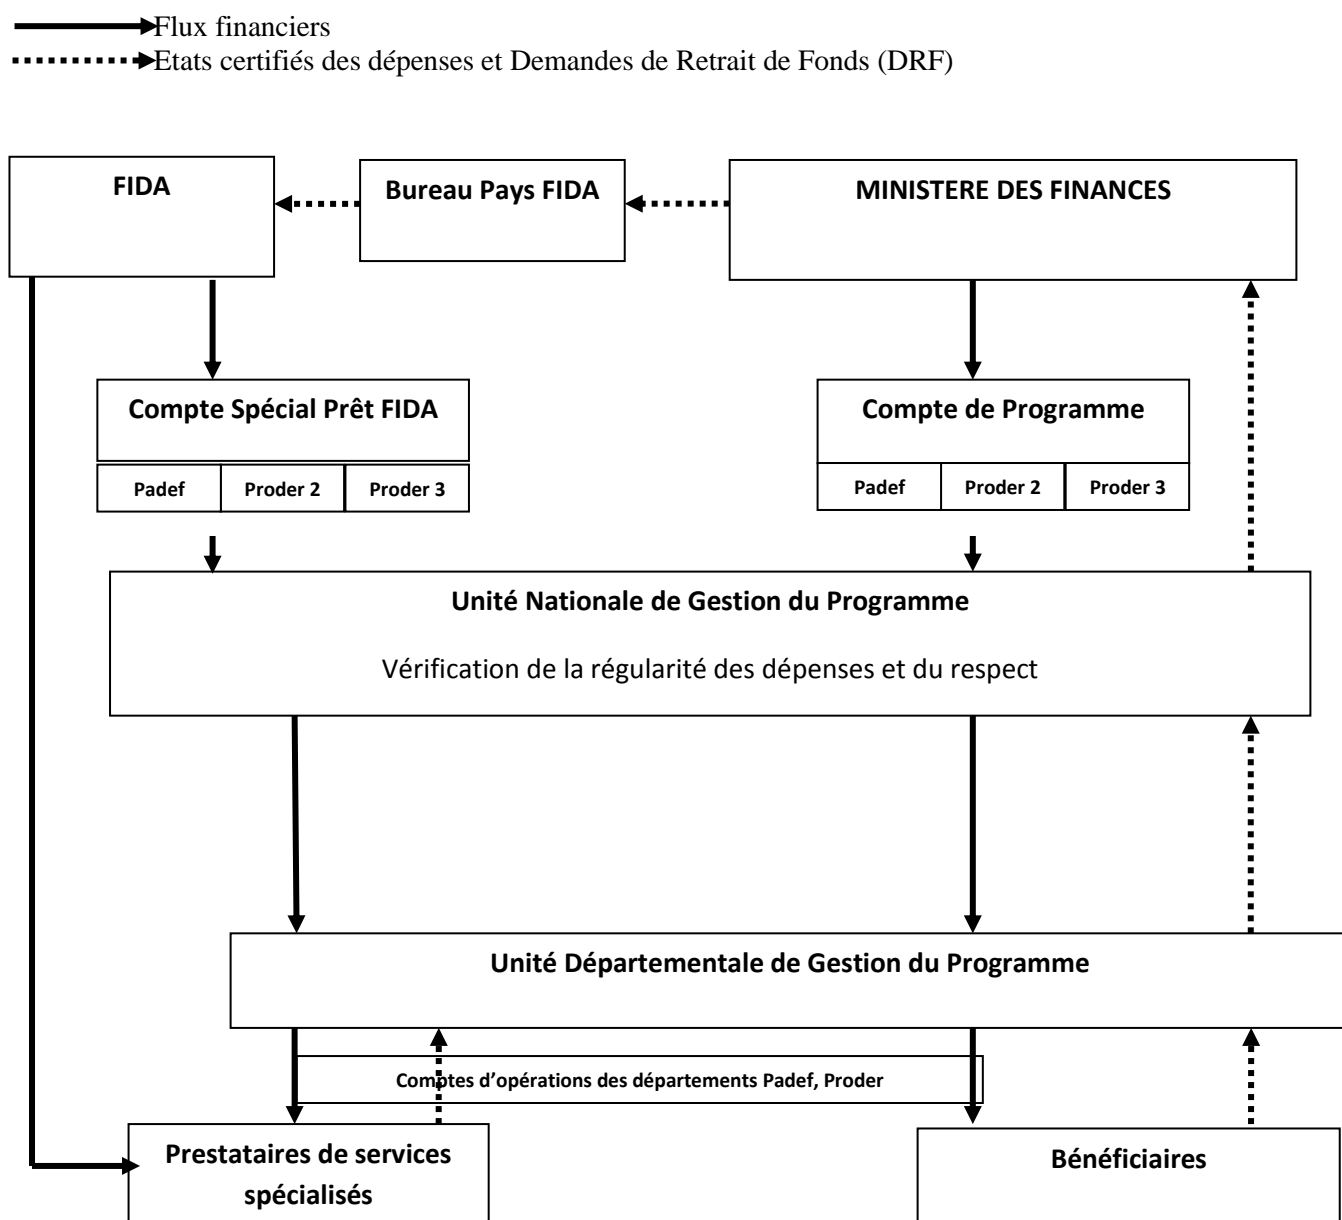 Flux financiers
Etats certifiés des dépenses et Demandes de Retrait de Fonds (DRF)
FIDA
Bureau Pays FIDA
MINISTERE DES FINANCES
Compte Spécial Prêt FIDA
Padef
Proder 2
Proder 3
Compte de Programme
Padef
Proder 2
Proder 3
Unité Nationale de Gestion du Programme
Vérification de la régularité des dépenses et du respect
Unité Départementale de Gestion du Programme
Comptes d’opérations des départements Padef, Proder
Prestataires de services
spécialisés
Bénéficiaires